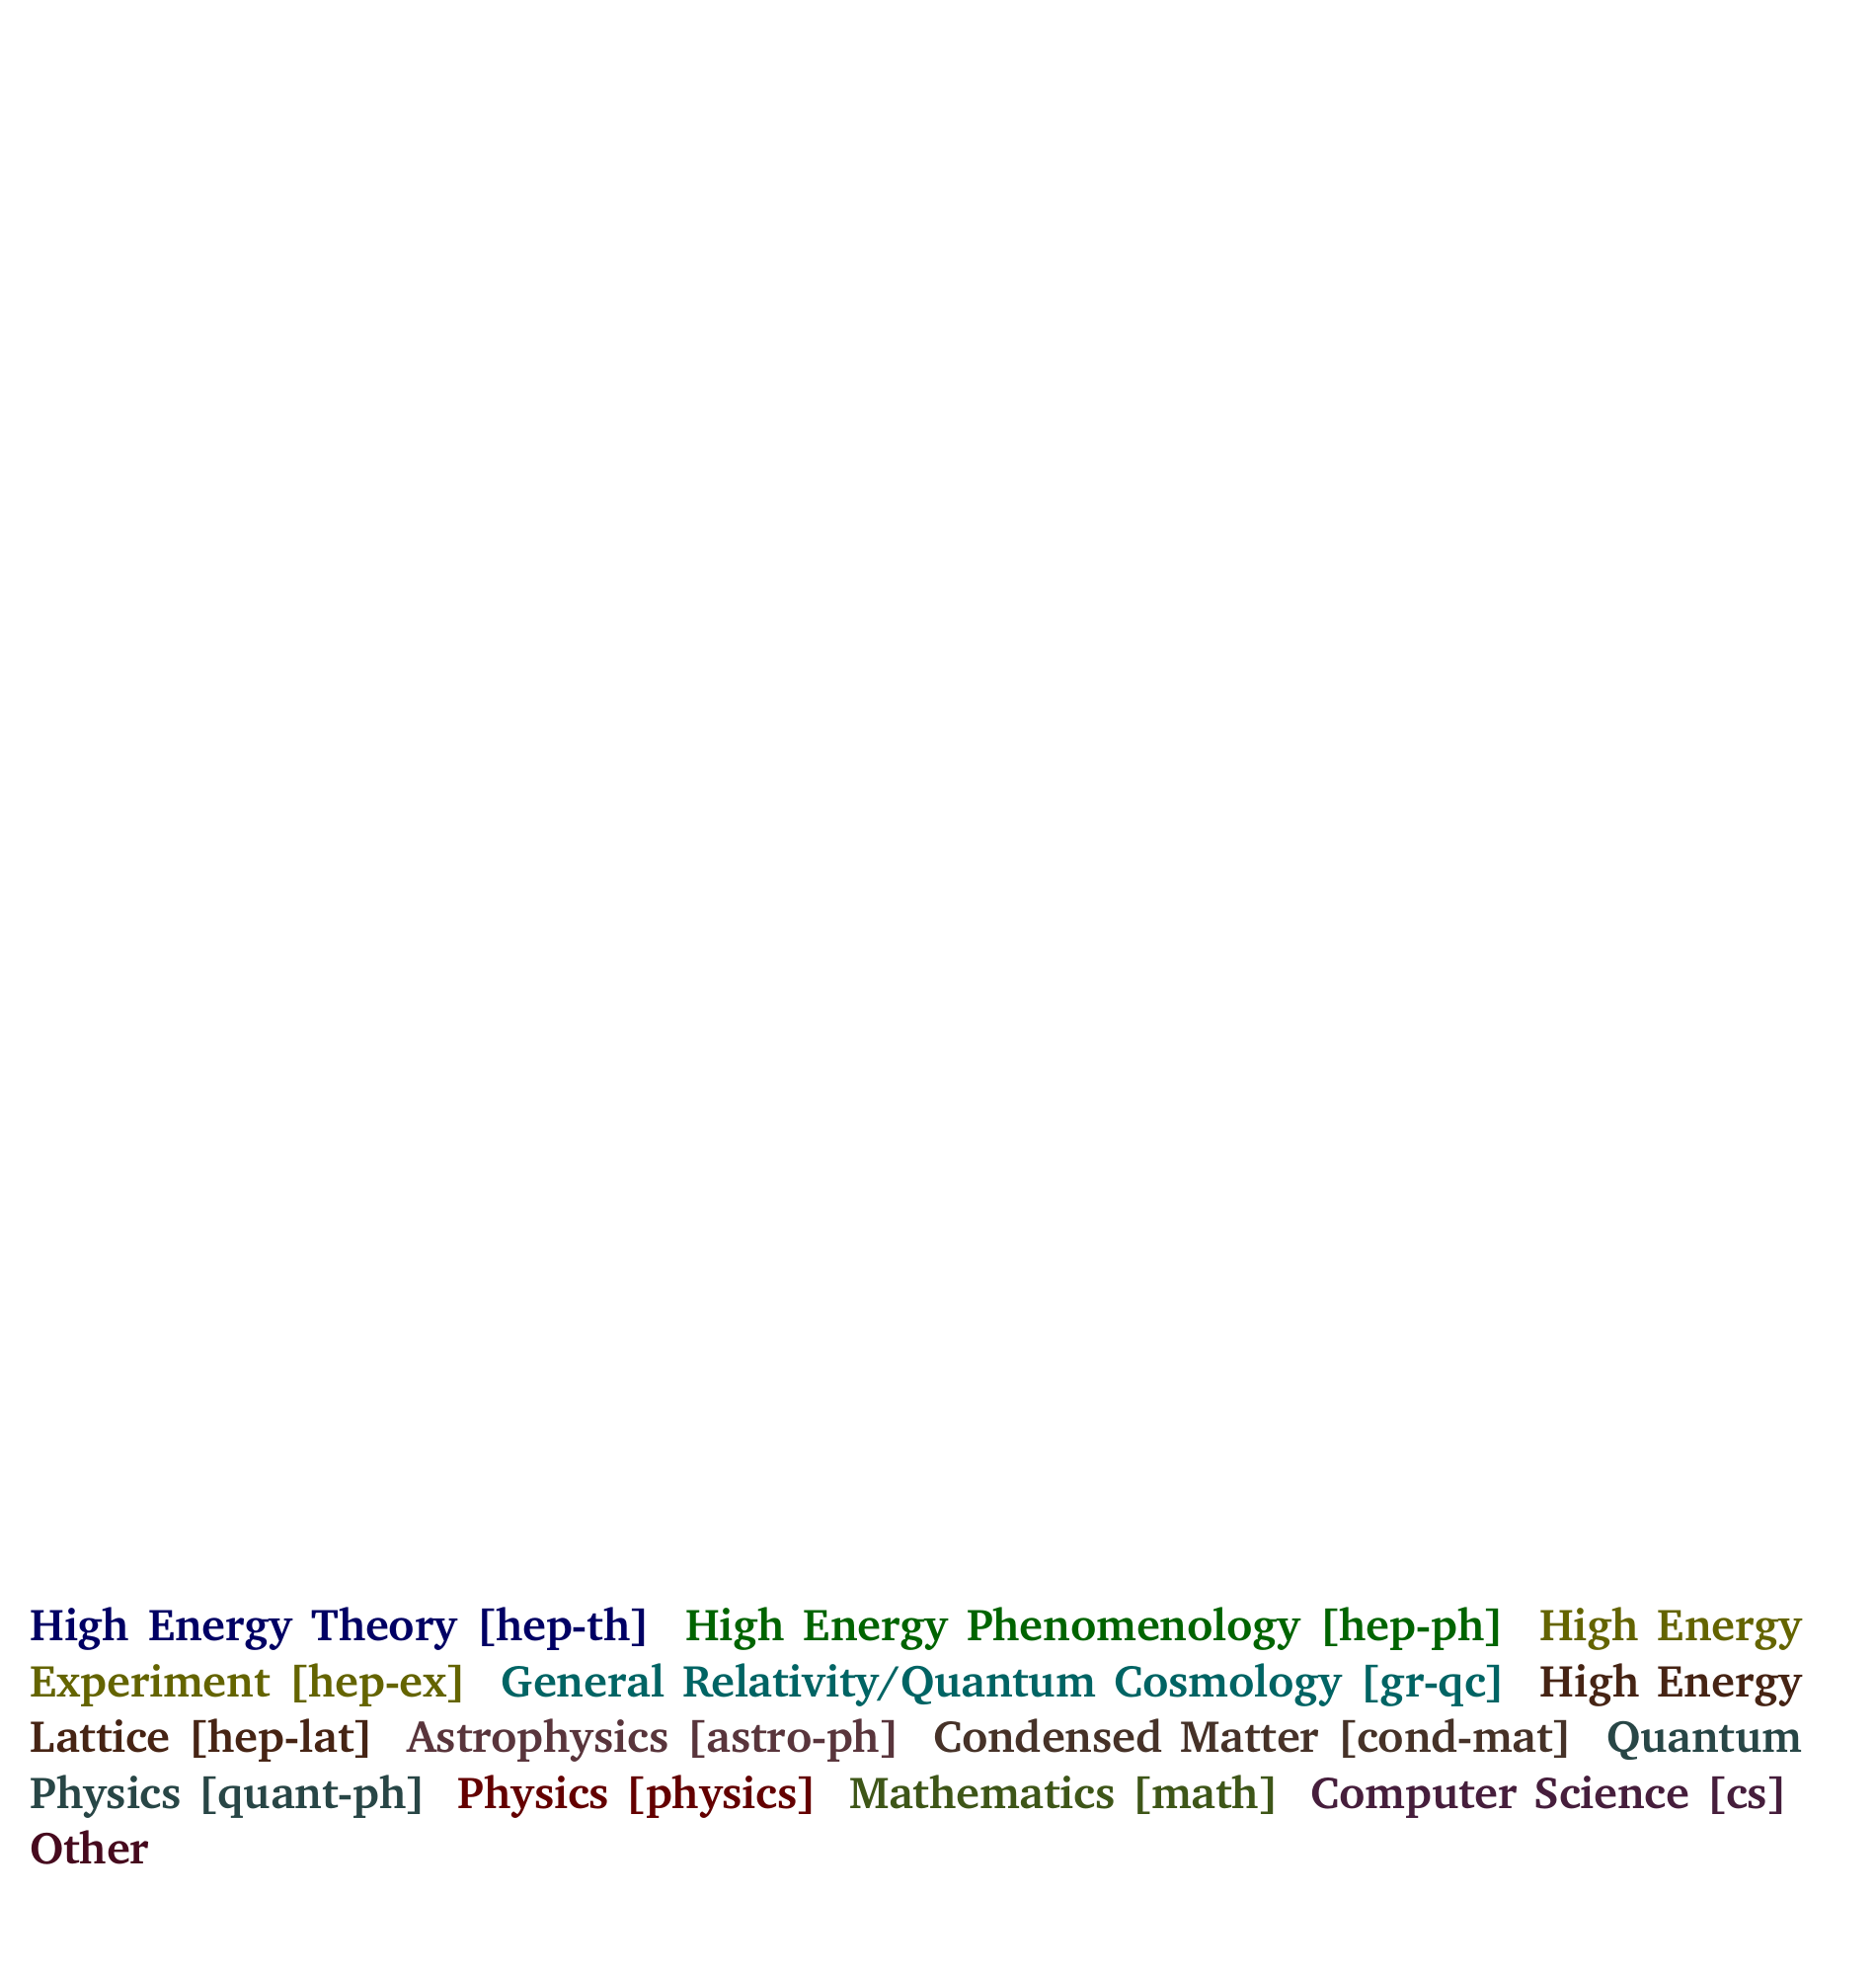 High Energy Theory [hep-th] High Energy Phenomenology [hep-ph] High Energy
Experiment [hep-ex] General Relativity/Quantum Cosmology [gr-qc] High Energy
Lattice [hep-lat] Astrophysics [astro-ph] Condensed Matter [cond-mat] Quantum
Physics [quant-ph] Physics [physics] Mathematics [math] Computer Science [cs]
Other